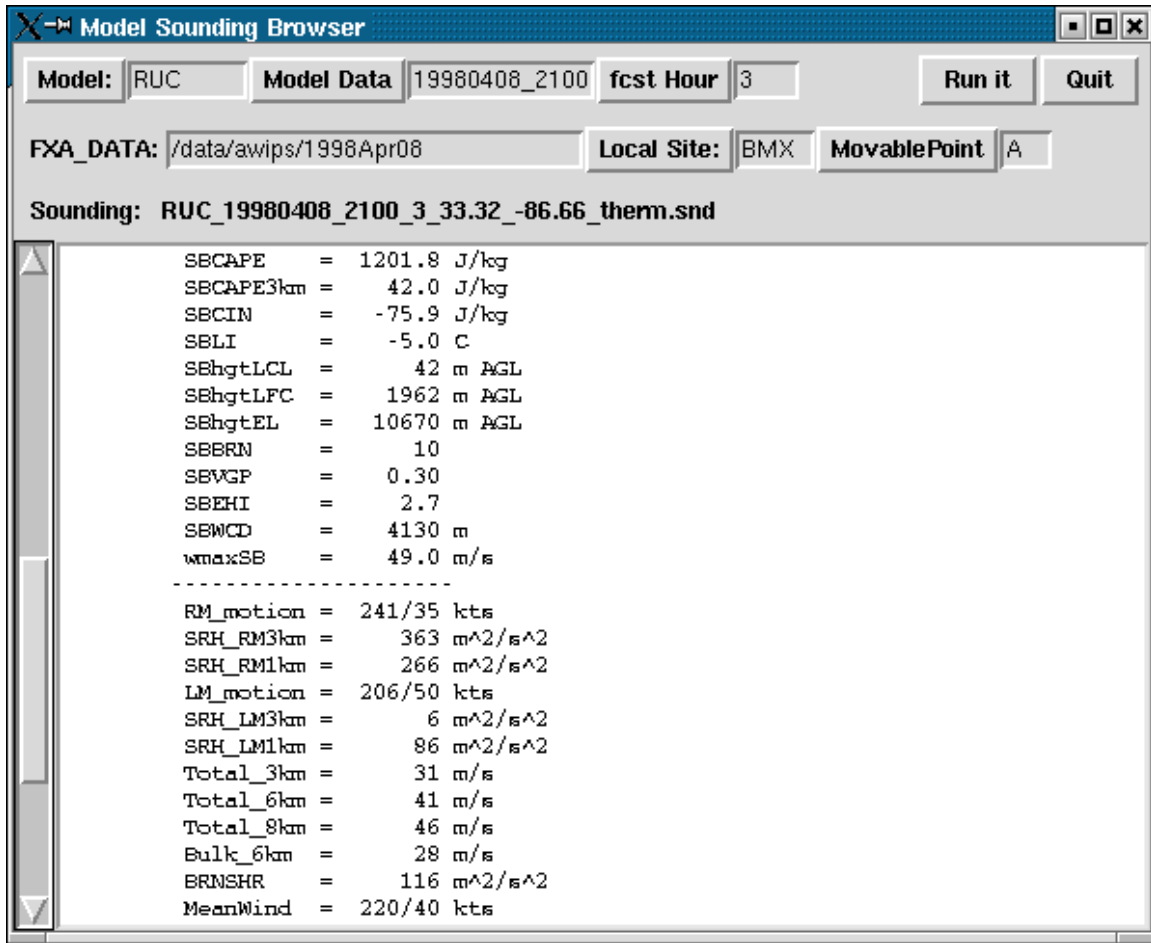 Model Sounding Browser
Model: RUC Model Data 19980408_2100 fcst Hour 3 Run it Quit
FXA_DATA: /data/awips/1998Apr08 Local Site: BMX MovablePoint A
Sounding: RUC_19980408_2100_3_33.32_-86.66_therm.snd
SBCAPE = 1201.8 J/kg
SBCAPE3km = 42.0 J/kg
SBCIN = -75.9 J/kg
SBLI = -5.0 C
SBhgtLCL = 42 m AGL
SBhgtLFC = 1962 m AGL
SBhgtEL = 10670 m AGL
SBBRN = 10
SBVGP = 0.30
SBEHI = 2.7
SBWCD = 4130 m
wmaxSB = 49.0 m/s
----------------------
RM_motion = 241/35 kts
SRH_RM3km = 363 m^2/s^2
SRH_RM1km = 266 m^2/s^2
LM_motion = 206/50 kts
SRH_LM3km = 6 m^2/s^2
SRH_LM1km = 86 m^2/s^2
Total_3km = 31 m/s
Total_6km = 41 m/s
Total_8km = 46 m/s
Bulk_6km = 28 m/s
BRNSHR = 116 m^2/s^2
MeanWind = 220/40 kts